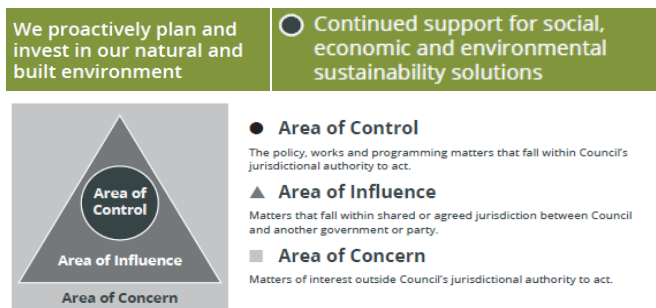 We proactively plan and
invest in our natural and
built environment
Continued support for social,
economic and environmental
sustainability solutions
Area of
Control
Area of Influence
Area of Concern
Area of Control
The policy, works and programming matters that fall within Council's
jurisdictional authority to act.
Area of Influence
Matters that fall within shared or agreed jurisdiction between Council
and another government or party.
Area of Concern
Matters of interest outside Council's jurisdictional authority to act.